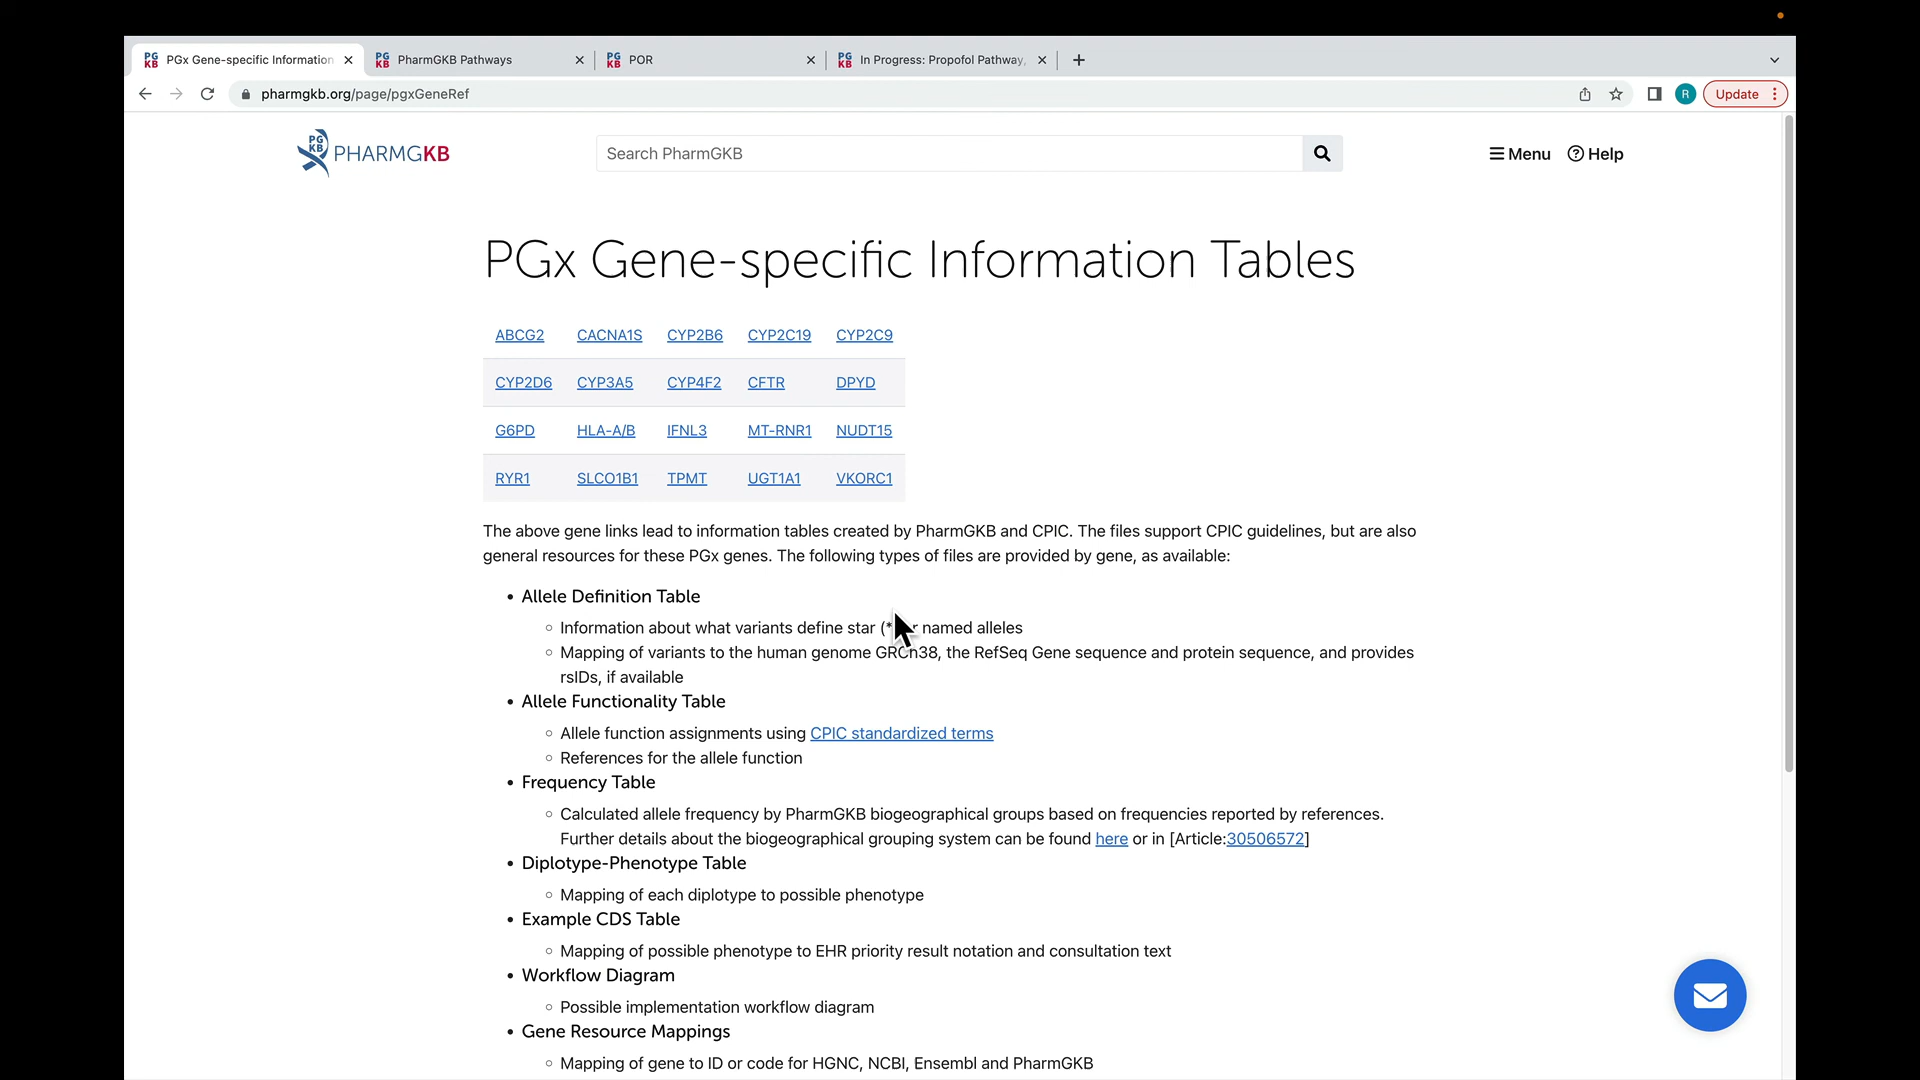 PGx Gene-specific Information
PharmGKB Pathways
POR
In Progress: Propofol Pathway,
pharmgkb.org/page/pgxGeneRef
R
Update
PG
KB
PHARMGKB
Search PharmGKB
Menu
Help
PGx Gene-specific Information Tables
ABCG2 CACNA1S CYP2B6 CYP2C19 CYP2C9
CYP2D6 CYP3A5 CYP4F2 CFTR DPYD
G6PD HLA-A/B IFNL3 MT-RNR1 NUDT15
RYR1 SLCO1B1 TPMT UGT1A1 VKORC1
The above gene links lead to information tables created by PharmGKB and CPIC. The files support CPIC guidelines, but are also
general resources for these PGx genes. The following types of files are provided by gene, as available:
• Allele Definition Table
◦ Information about what variants define star (* named alleles
◦ Mapping of variants to the human genome GRCh38, the RefSeq Gene sequence and protein sequence, and provides
rsIDs, if available
• Allele Functionality Table
◦ Allele function assignments using CPIC standardized terms
◦ References for the allele function
• Frequency Table
◦ Calculated allele frequency by PharmGKB biogeographical groups based on frequencies reported by references.
Further details about the biogeographical grouping system can be found here or in [Article:30506572]
• Diplotype-Phenotype Table
◦ Mapping of each diplotype to possible phenotype
• Example CDS Table
◦ Mapping of possible phenotype to EHR priority result notation and consultation text
• Workflow Diagram
◦ Possible implementation workflow diagram
• Gene Resource Mappings
◦ Mapping of gene to ID or code for HGNC, NCBI, Ensembl and PharmGKB